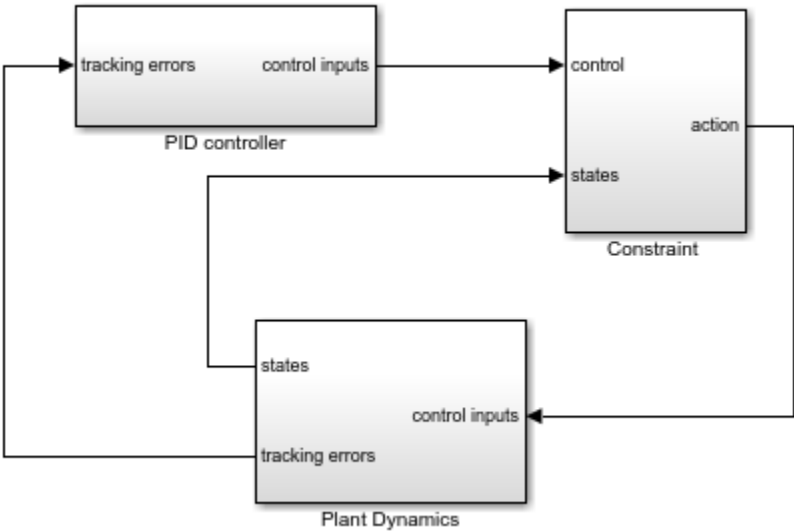 tracking errors
control inputs
PID controller
control
action
states
Constraint
states
control inputs
tracking errors
Plant Dynamics